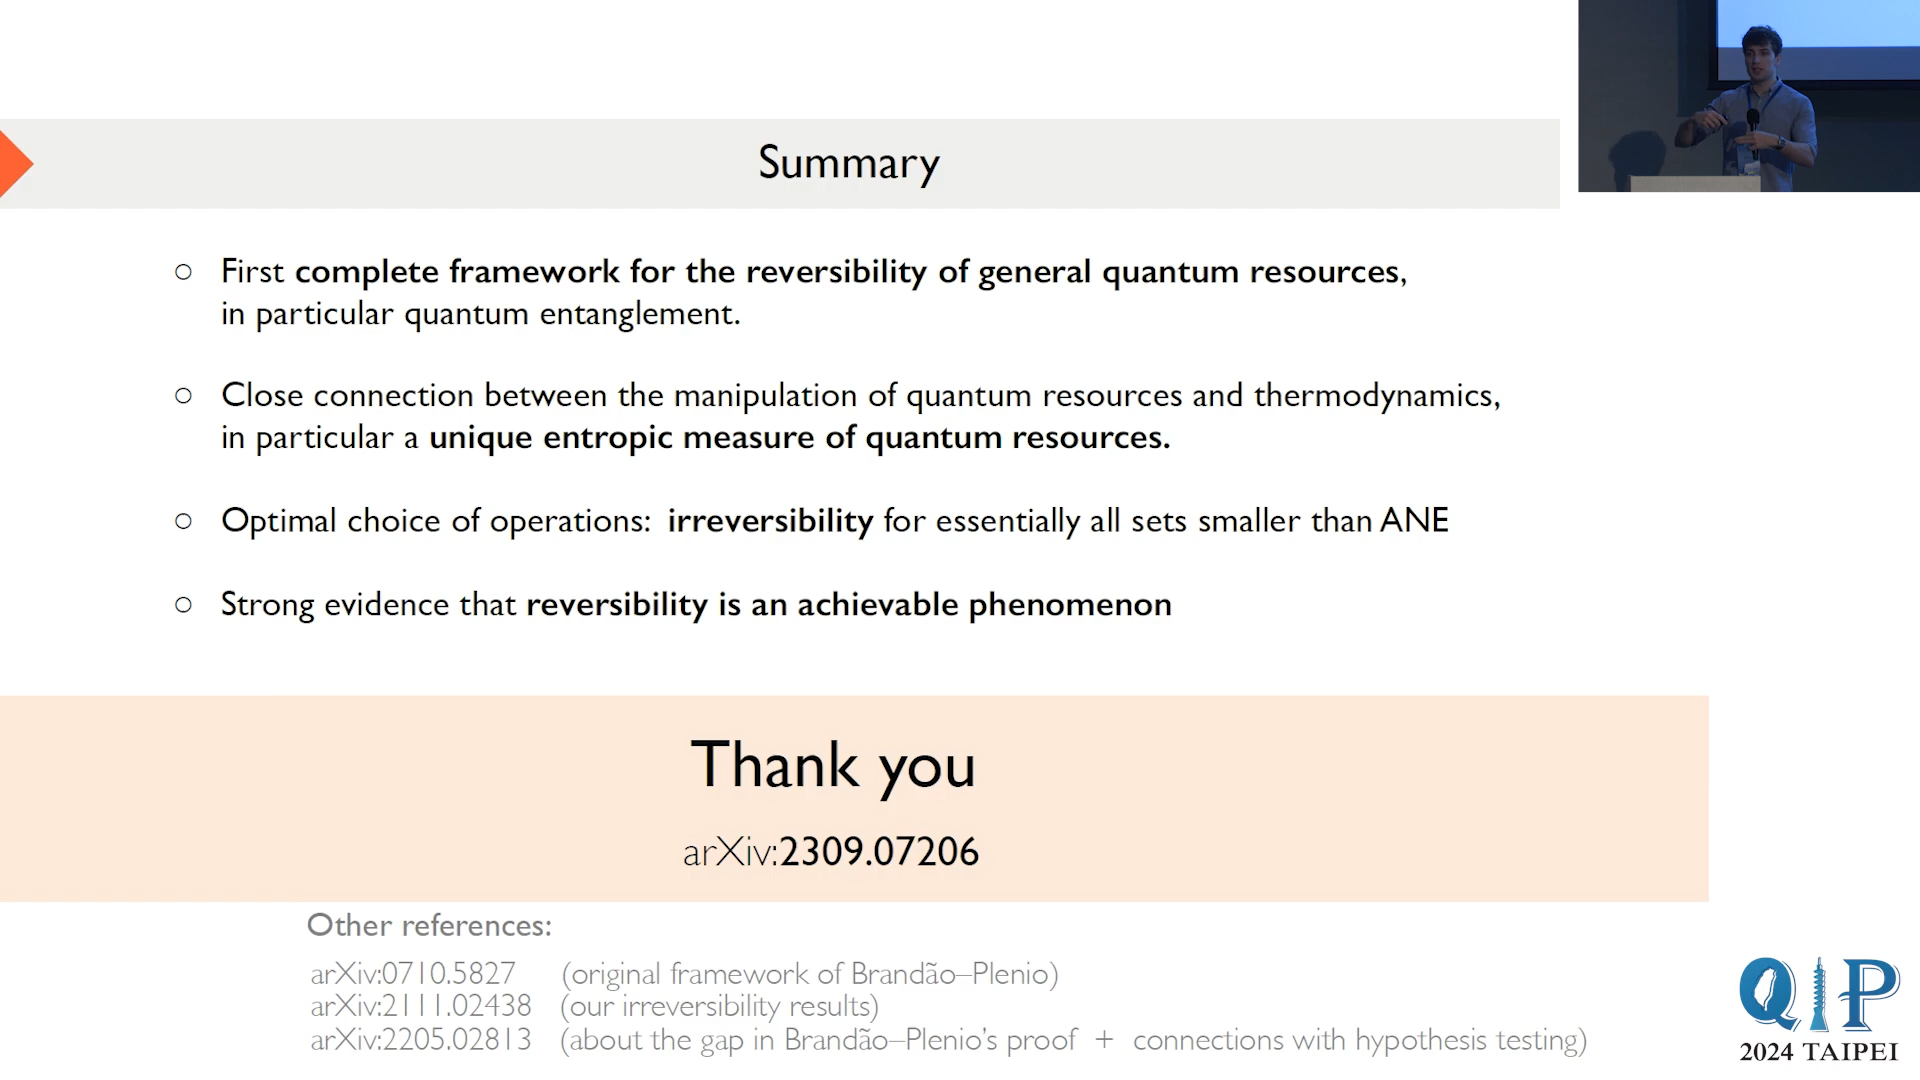 Summary
○ First complete framework for the reversibility of general quantum resources,
in particular quantum entanglement.
○ Close connection between the manipulation of quantum resources and thermodynamics,
in particular a unique entropic measure of quantum resources.
○ Optimal choice of operations: irreversibility for essentially all sets smaller than ANE
○ Strong evidence that reversibility is an achievable phenomenon
Thank you
arXiv:2309.07206
Other references:
arXiv:0710.5827 (original framework of Brandão–Plenio)
arXiv:2111.02438 (our irreversibility results)
arXiv:2205.02813 (about the gap in Brandão–Plenio's proof + connections with hypothesis testing)
QIP
2024 TAIPEI